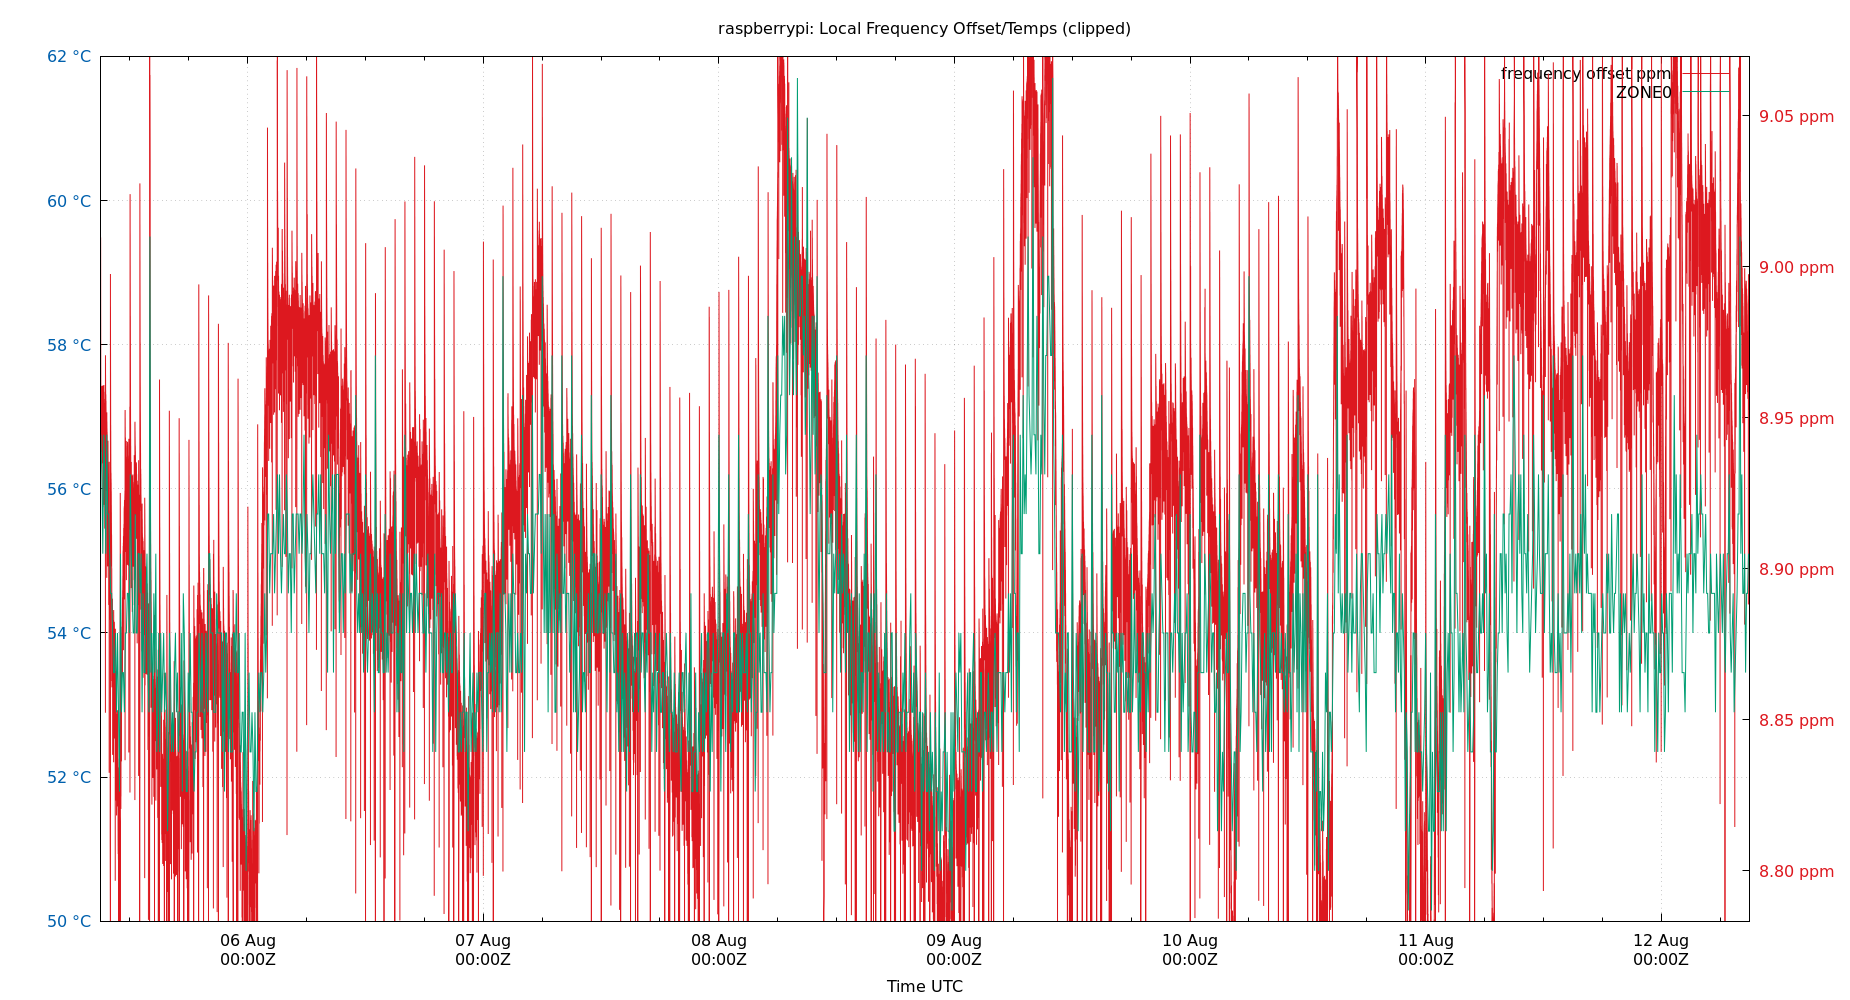 raspberrypi: Local Frequency Offset/Temps (clipped)
62 °C
60 °C
58 °C
56 °C
54 °C
52 °C
50 °C
frequency offset ppm
ZONE0
9.05 ppm
9.00 ppm
8.95 ppm
8.90 ppm
8.85 ppm
8.80 ppm
06 Aug 07 Aug 08 Aug 09 Aug 10 Aug 11 Aug 12 Aug
00:00Z 00:00Z 00:00Z 00:00Z 00:00Z 00:00Z 00:00Z
Time UTC